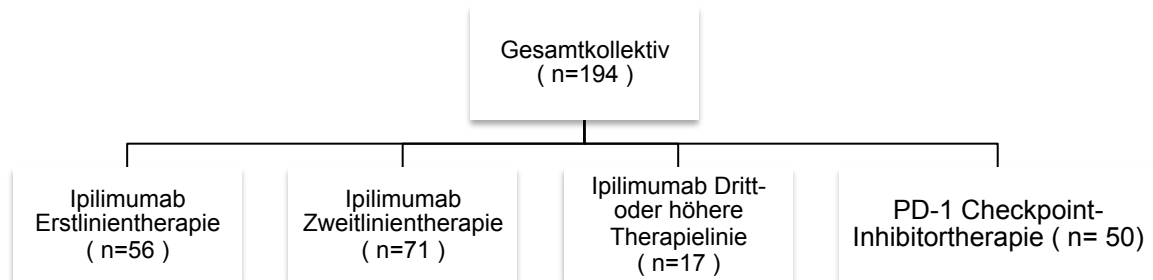 Gesamtkollektiv
( n=194 )
Ipilimumab
Erstlinientherapie
( n=56 )
Ipilimumab
Zweitlinientherapie
( n=71 )
Ipilimumab Dritt-
oder höhere
Therapielinie
( n=17 )
PD-1 Checkpoint-
Inhibitortherapie ( n= 50)